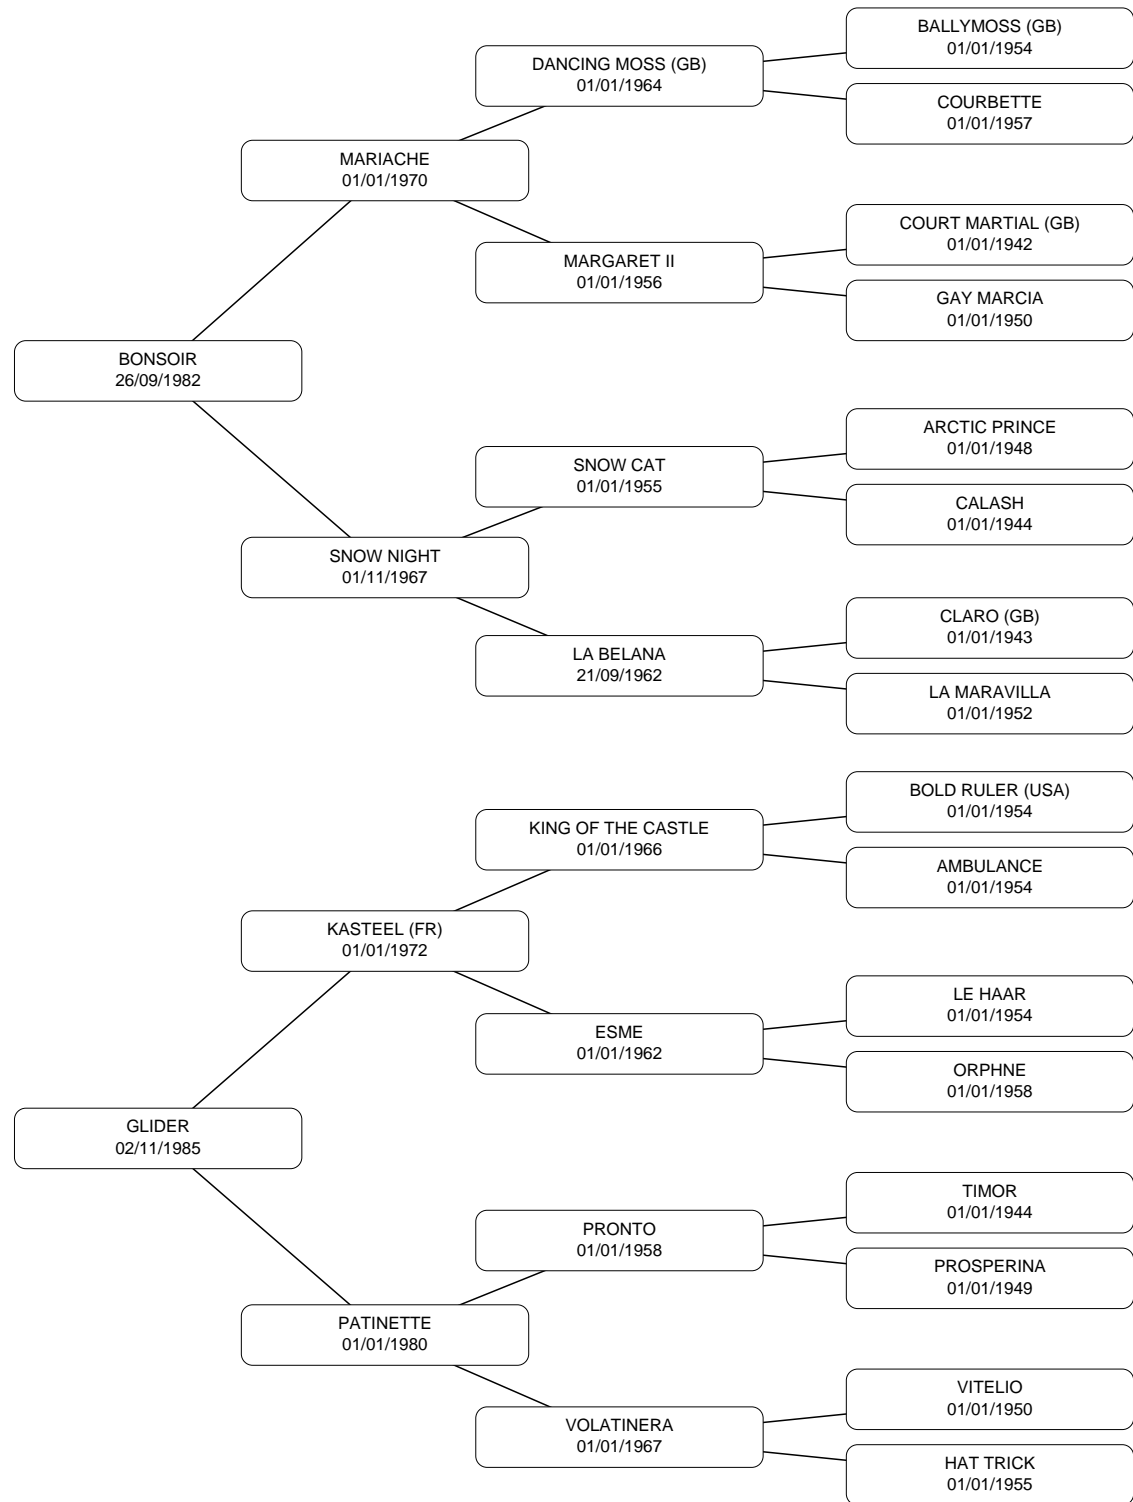 BALLYMOSS (GB)
01/01/1954
DANCING MOSS (GB)
01/01/1964
COURBETTE
01/01/1957
MARIACHE
01/01/1970
COURT MARTIAL (GB)
01/01/1942
MARGARET II
01/01/1956
GAY MARCIA
01/01/1950
BONSOIR
26/09/1982
ARCTIC PRINCE
01/01/1948
SNOW CAT
01/01/1955
CALASH
01/01/1944
SNOW NIGHT
01/11/1967
CLARO (GB)
01/01/1943
LA BELANA
21/09/1962
LA MARAVILLA
01/01/1952
BOLD RULER (USA)
01/01/1954
KING OF THE CASTLE
01/01/1966
AMBULANCE
01/01/1954
KASTEEL (FR)
01/01/1972
LE HAAR
01/01/1954
ESME
01/01/1962
ORPHNE
01/01/1958
GLIDER
02/11/1985
TIMOR
01/01/1944
PRONTO
01/01/1958
PROSPERINA
01/01/1949
PATINETTE
01/01/1980
VITELIO
01/01/1950
VOLATINERA
01/01/1967
HAT TRICK
01/01/1955